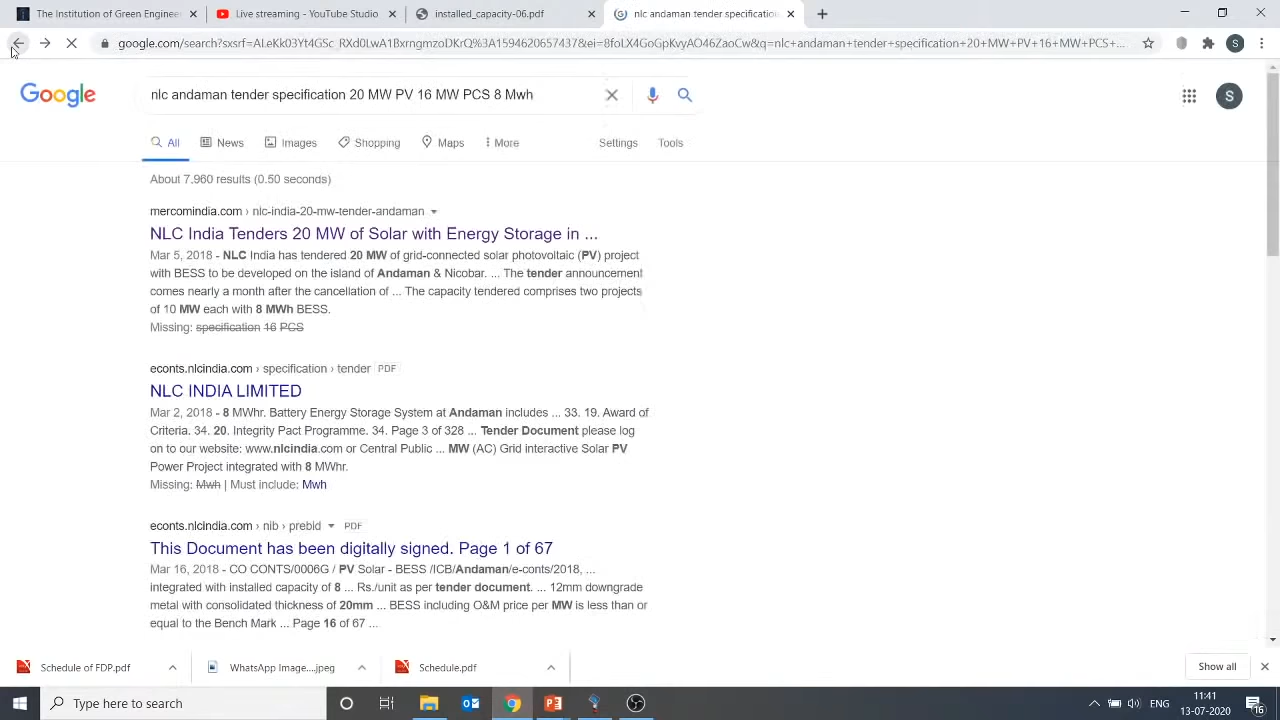 The Institution of Green Enginee
Live streaming - YouTube Studio
installed_capacity-06.pdf
nlc andaman tender specification
google.com/search?sxsrf=ALeKk03Yt4GSc_RXd0LwA1BxrngmzoDKrQ%3A1594620657437&ei=8foLX4GoGpKvyAO46ZaoCw&q=nlc+andaman+tender+specification+20+MW+PV+16+MW+PCS+...
S
Google
nlc andaman tender specification 20 MW PV 16 MW PCS 8 Mwh
S
All
News
Images
Shopping
Maps
More
Settings
Tools
About 7,960 results (0.50 seconds)
mercomindia.com › nlc-india-20-mw-tender-andaman
NLC India Tenders 20 MW of Solar with Energy Storage in ...
Mar 5, 2018 - NLC India has tendered 20 MW of grid-connected solar photovoltaic (PV) project
with BESS to be developed on the island of Andaman & Nicobar. ... The tender announcement
comes nearly a month after the cancellation of ... The capacity tendered comprises two projects
of 10 MW each with 8 MWh BESS.
Missing: specification 16 PCS
econts.nlcindia.com › specification › tender PDF
NLC INDIA LIMITED
Mar 2, 2018 - 8 MWhr. Battery Energy Storage System at Andaman includes ... 33. 19. Award of
Criteria. 34. 20. Integrity Pact Programme. 34. Page 3 of 328 ... Tender Document please log
on to our website: www.nlcindia.com or Central Public ... MW (AC) Grid interactive Solar PV
Power Project integrated with 8 MWhr.
Missing: Mwh | Must include: Mwh
econts.nlcindia.com › nib › prebid PDF
This Document has been digitally signed. Page 1 of 67
Mar 16, 2018 - CO CONTS/0006G / PV Solar - BESS /ICB/Andaman/e-conts/2018, ...
integrated with installed capacity of 8 ... Rs./unit as per tender document. ... 12mm downgrade
metal with consolidated thickness of 20mm ... BESS including O&M price per MW is less than or
equal to the Bench Mark ... Page 16 of 67 ...
Schedule of FDP.pdf
WhatsApp Image....jpeg
Schedule.pdf
Show all
Type here to search
ENG
11:41
13-07-2020
16